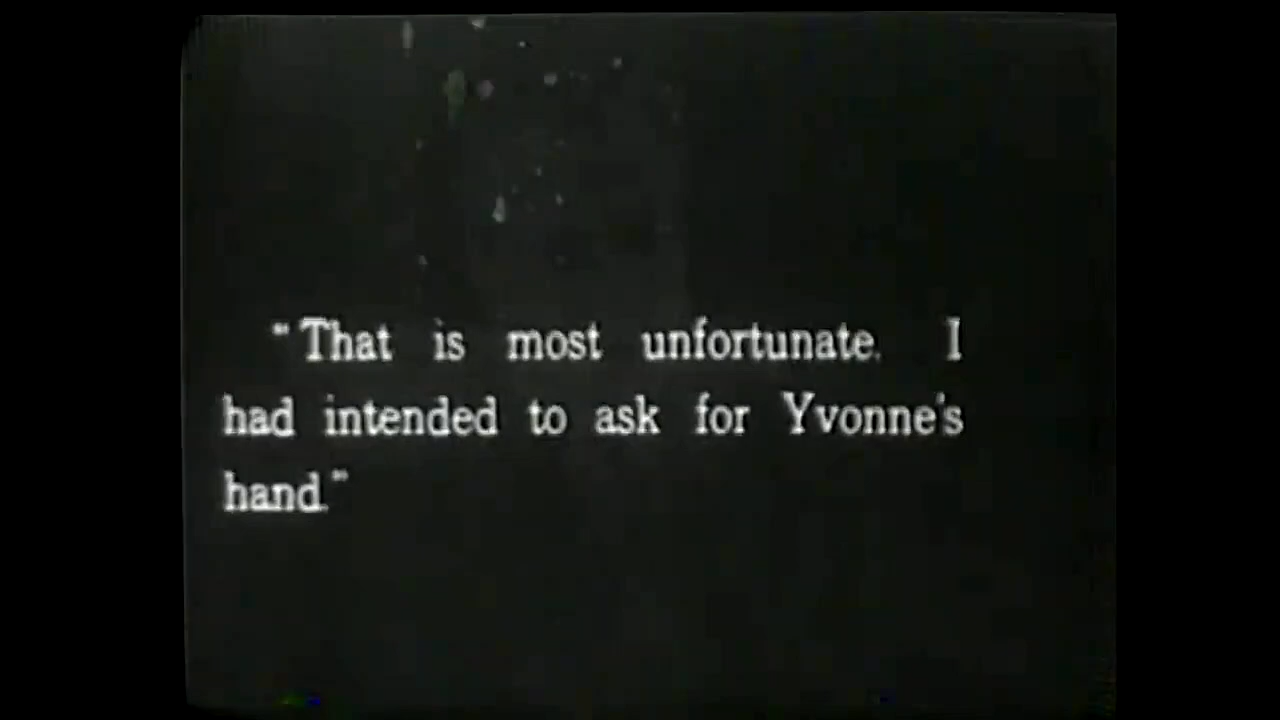 "That is most unfortunate. I
had intended to ask for Yvonne's
hand."